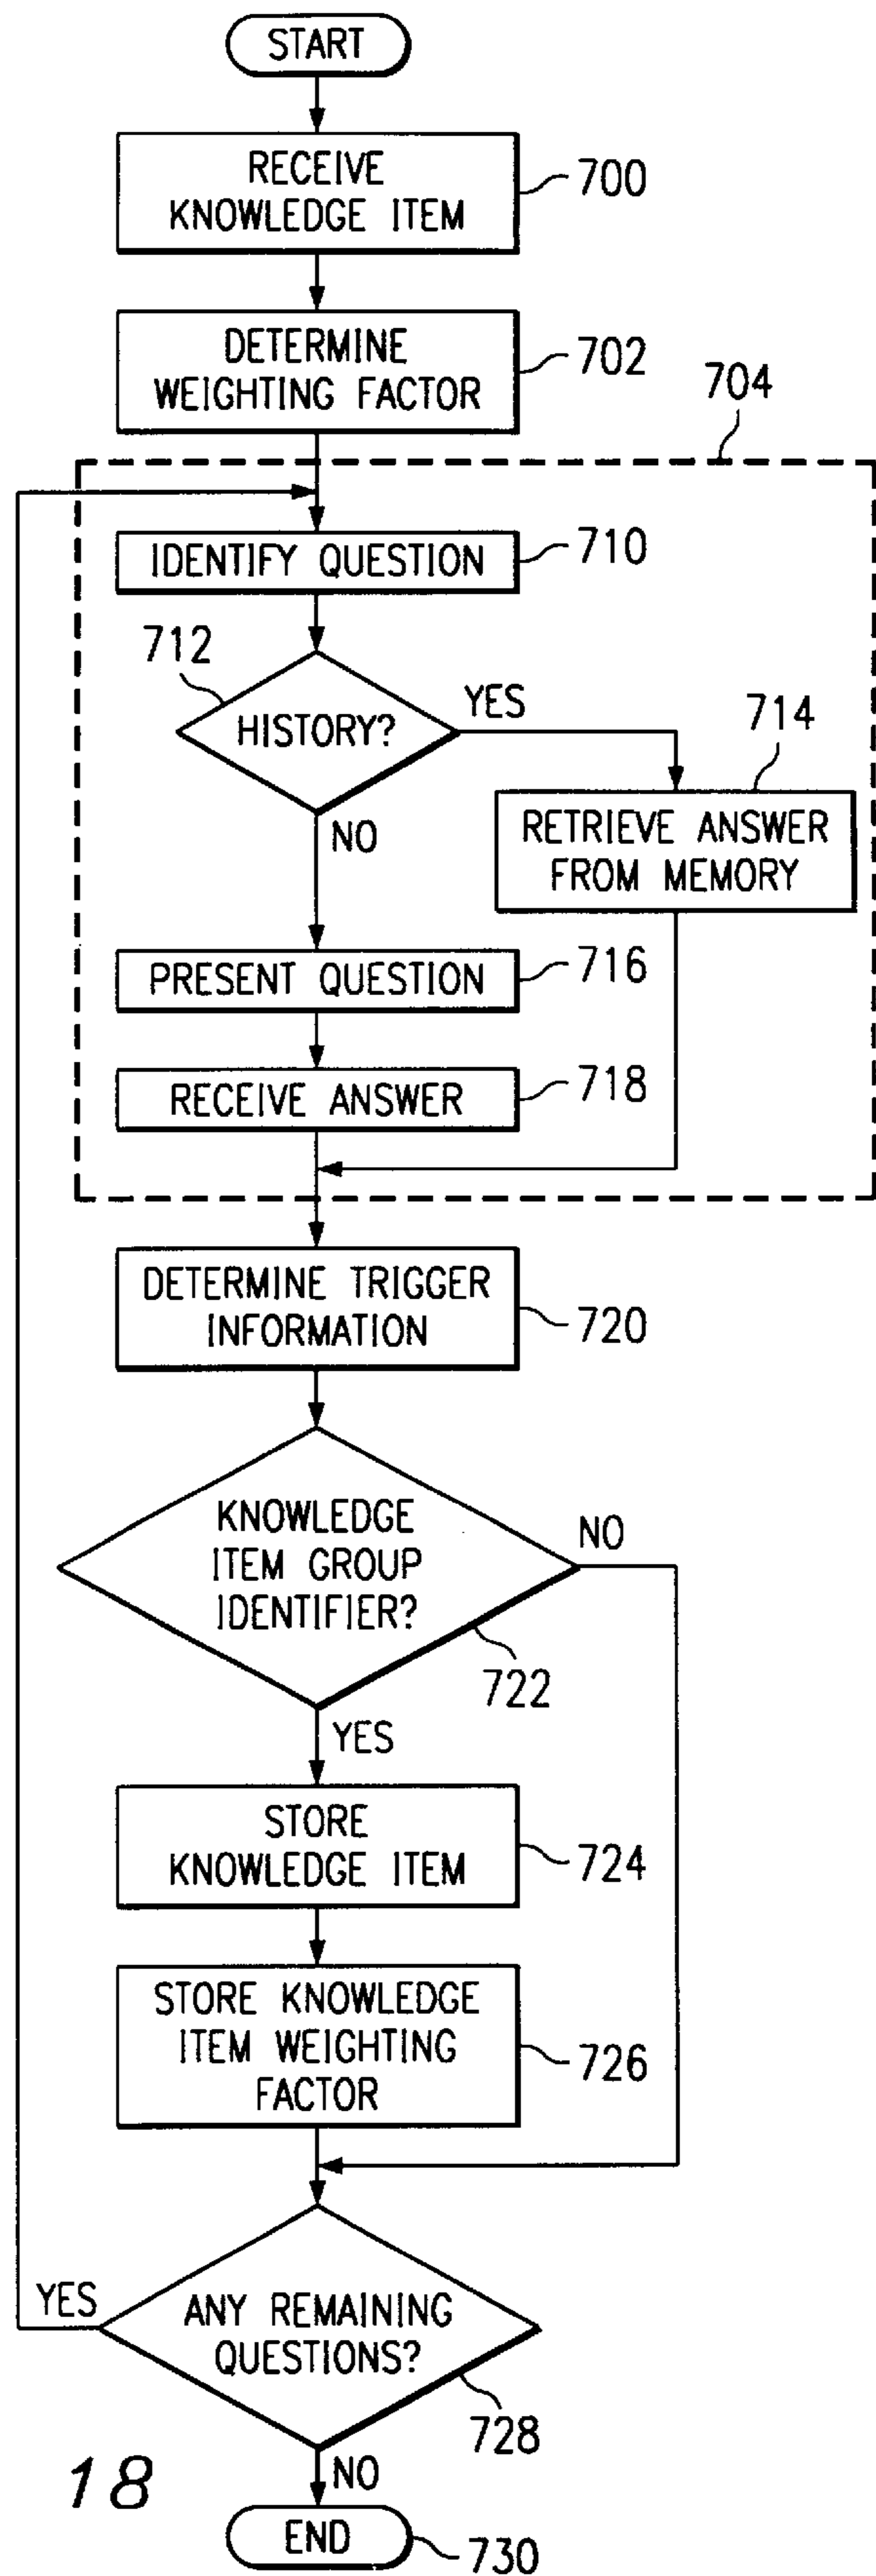 START
RECEIVE
KNOWLEDGE ITEM
700
DETERMINE
WEIGHTING FACTOR
702
704
IDENTIFY QUESTION
710
712
HISTORY?
YES
714
RETRIEVE ANSWER
FROM MEMORY
NO
PRESENT QUESTION
716
RECEIVE ANSWER
718
DETERMINE TRIGGER
INFORMATION
720
KNOWLEDGE
ITEM GROUP
IDENTIFIER?
NO
722
YES
STORE
KNOWLEDGE ITEM
724
STORE KNOWLEDGE
ITEM WEIGHTING
FACTOR
726
YES
ANY REMAINING
QUESTIONS?
728
18
NO
END
730